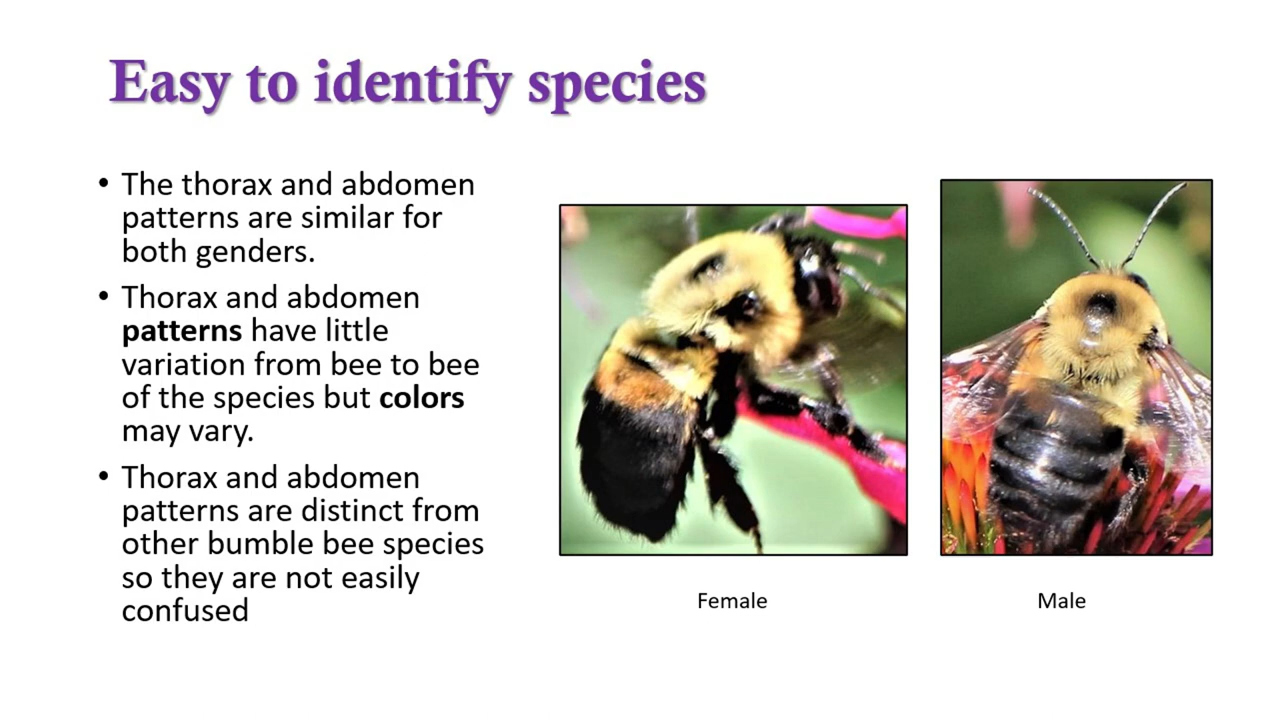 Easy to identify species
• The thorax and abdomen
patterns are similar for
both genders.
• Thorax and abdomen
patterns have little
variation from bee to bee
of the species but colors
may vary.
• Thorax and abdomen
patterns are distinct from
other bumble bee species
so they are not easily
confused
Female
Male